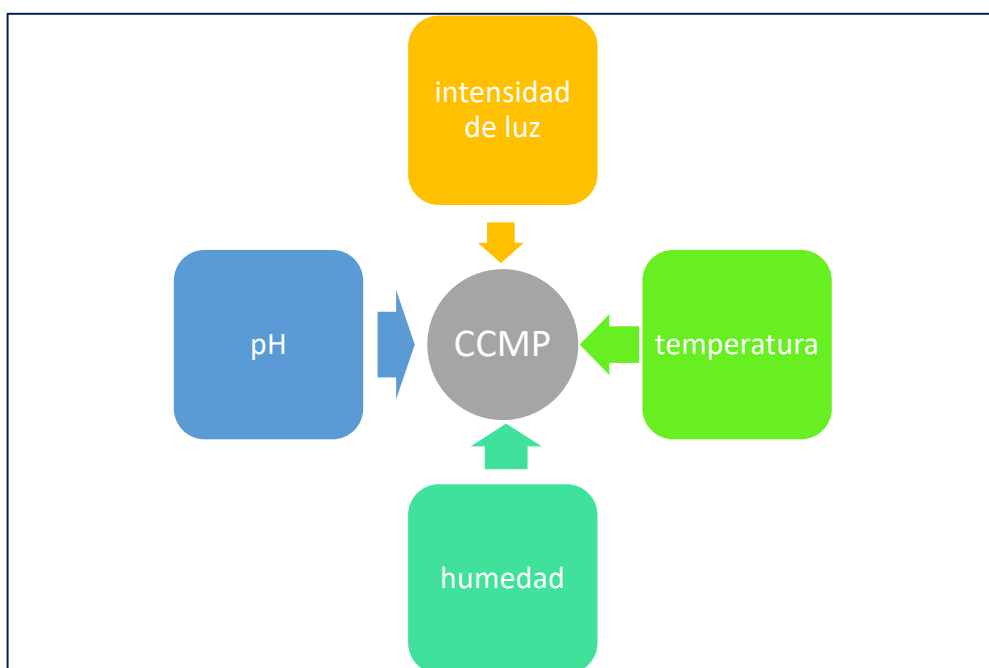 intensidad
de luz
pH
CCMP
temperatura
humedad